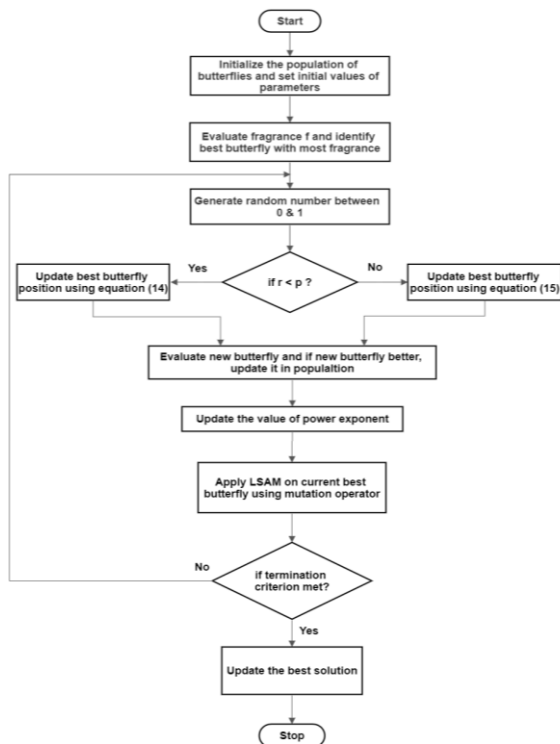 Start
Initialize the population of
butterflies and set initial values of
parameters
Evaluate fragrance f and identify
best butterfly with most fragrance
Generate random number between
0 & 1
Yes
if r < p ?
No
Update best butterfly
position using equation (14)
Update best butterfly
position using equation (15)
Evaluate new butterfly and if new butterfly better,
update it in populaltion
Update the value of power exponent
Apply LSAM on current best
butterfly using mutation operator
No
if termination
criterion met?
Yes
Update the best solution
Stop